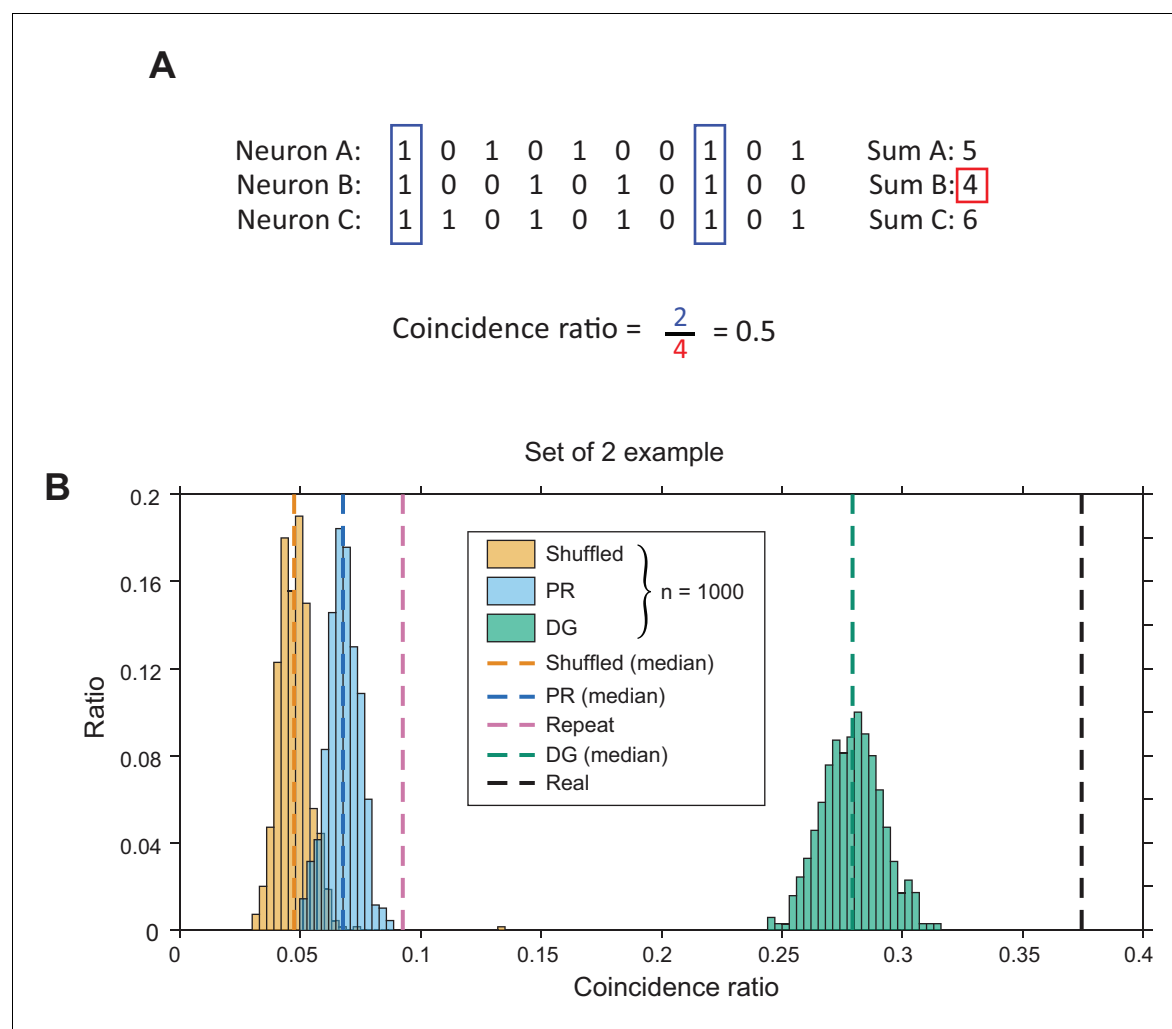 A
Neuron A: 1 0 1 0 1 0 0 1 0 1 Sum A: 5
Neuron B: 1 0 0 1 0 1 0 1 0 0 Sum B: 4
Neuron C: 1 1 0 1 0 1 0 1 0 1 Sum C: 6
Coincidence ratio = 2/4 = 0.5
Set of 2 example
B
Ratio
0.2
0.16
0.12
0.08
0.04
0
Shuffled
PR
DG
n = 1000
Shuffled (median)
PR (median)
Repeat
DG (median)
Real
0 0.05 0.1 0.15 0.2 0.25 0.3 0.35 0.4
Coincidence ratio